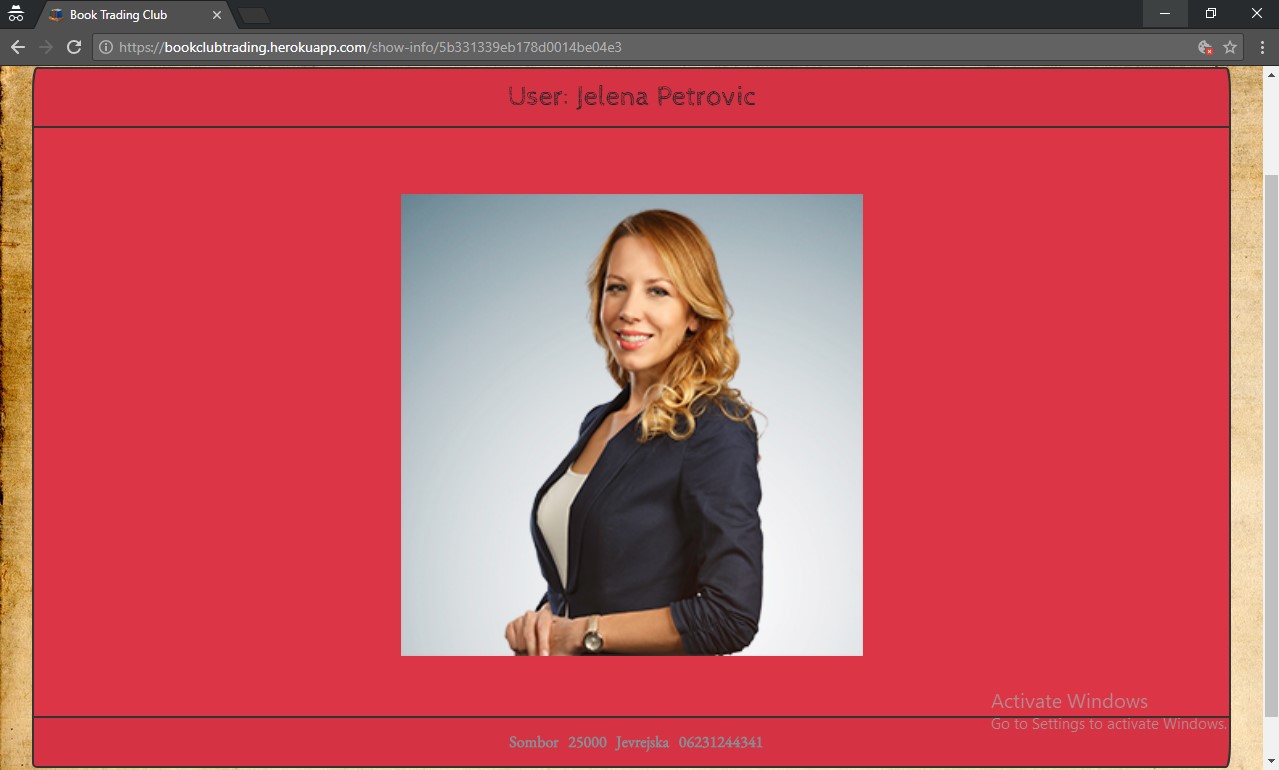 Book Trading Club
https://bookclubtrading.herokuapp.com/show-info/5b331339eb178d0014be04e3
User: Jelena Petrovic
Activate Windows
Go to Settings to activate Windows.
Sombor 25000 Jevrejska 06231244341